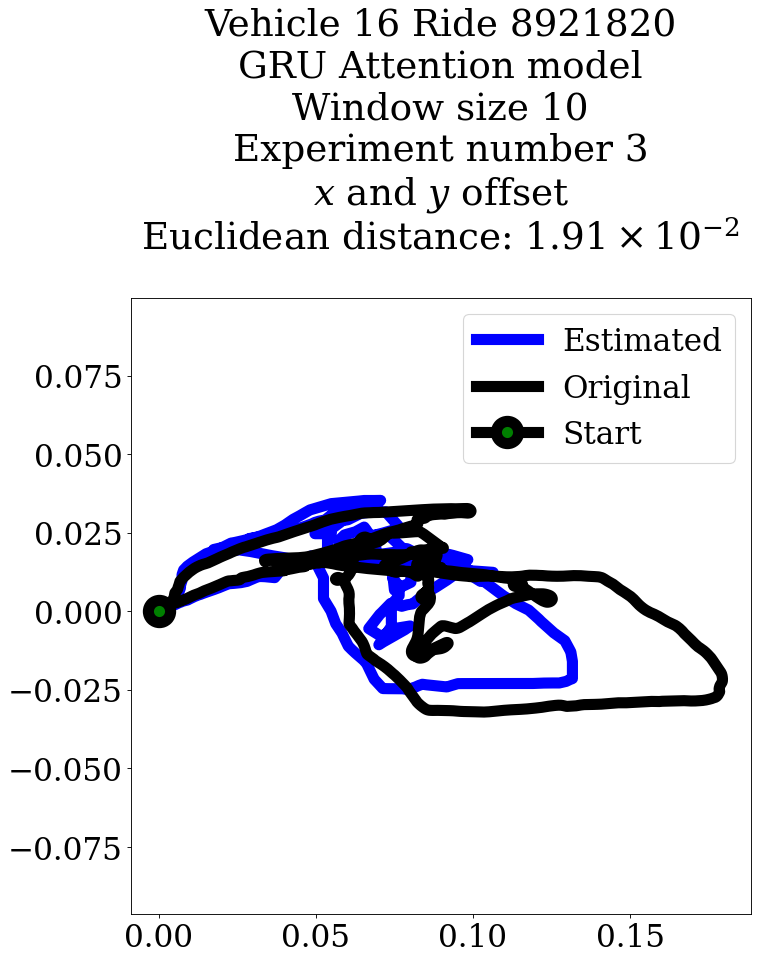 Vehicle 16 Ride 8921820
GRU Attention model
Window size 10
Experiment number 3
x and y offset
Euclidean distance: 1.91 × 10⁻²
Estimated
Original
Start
0.075
0.050
0.025
0.000
−0.025
−0.050
−0.075
0.00 0.05 0.10 0.15